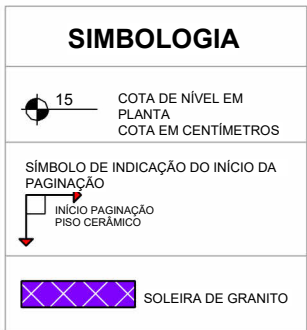 SIMBOLOGIA
15
COTA DE NÍVEL EM
PLANTA
COTA EM CENTÍMETROS
SÍMBOLO DE INDICAÇÃO DO INÍCIO DA
PAGINAÇÃO
INÍCIO PAGINAÇÃO
PISO CERÂMICO
SOLEIRA DE GRANITO